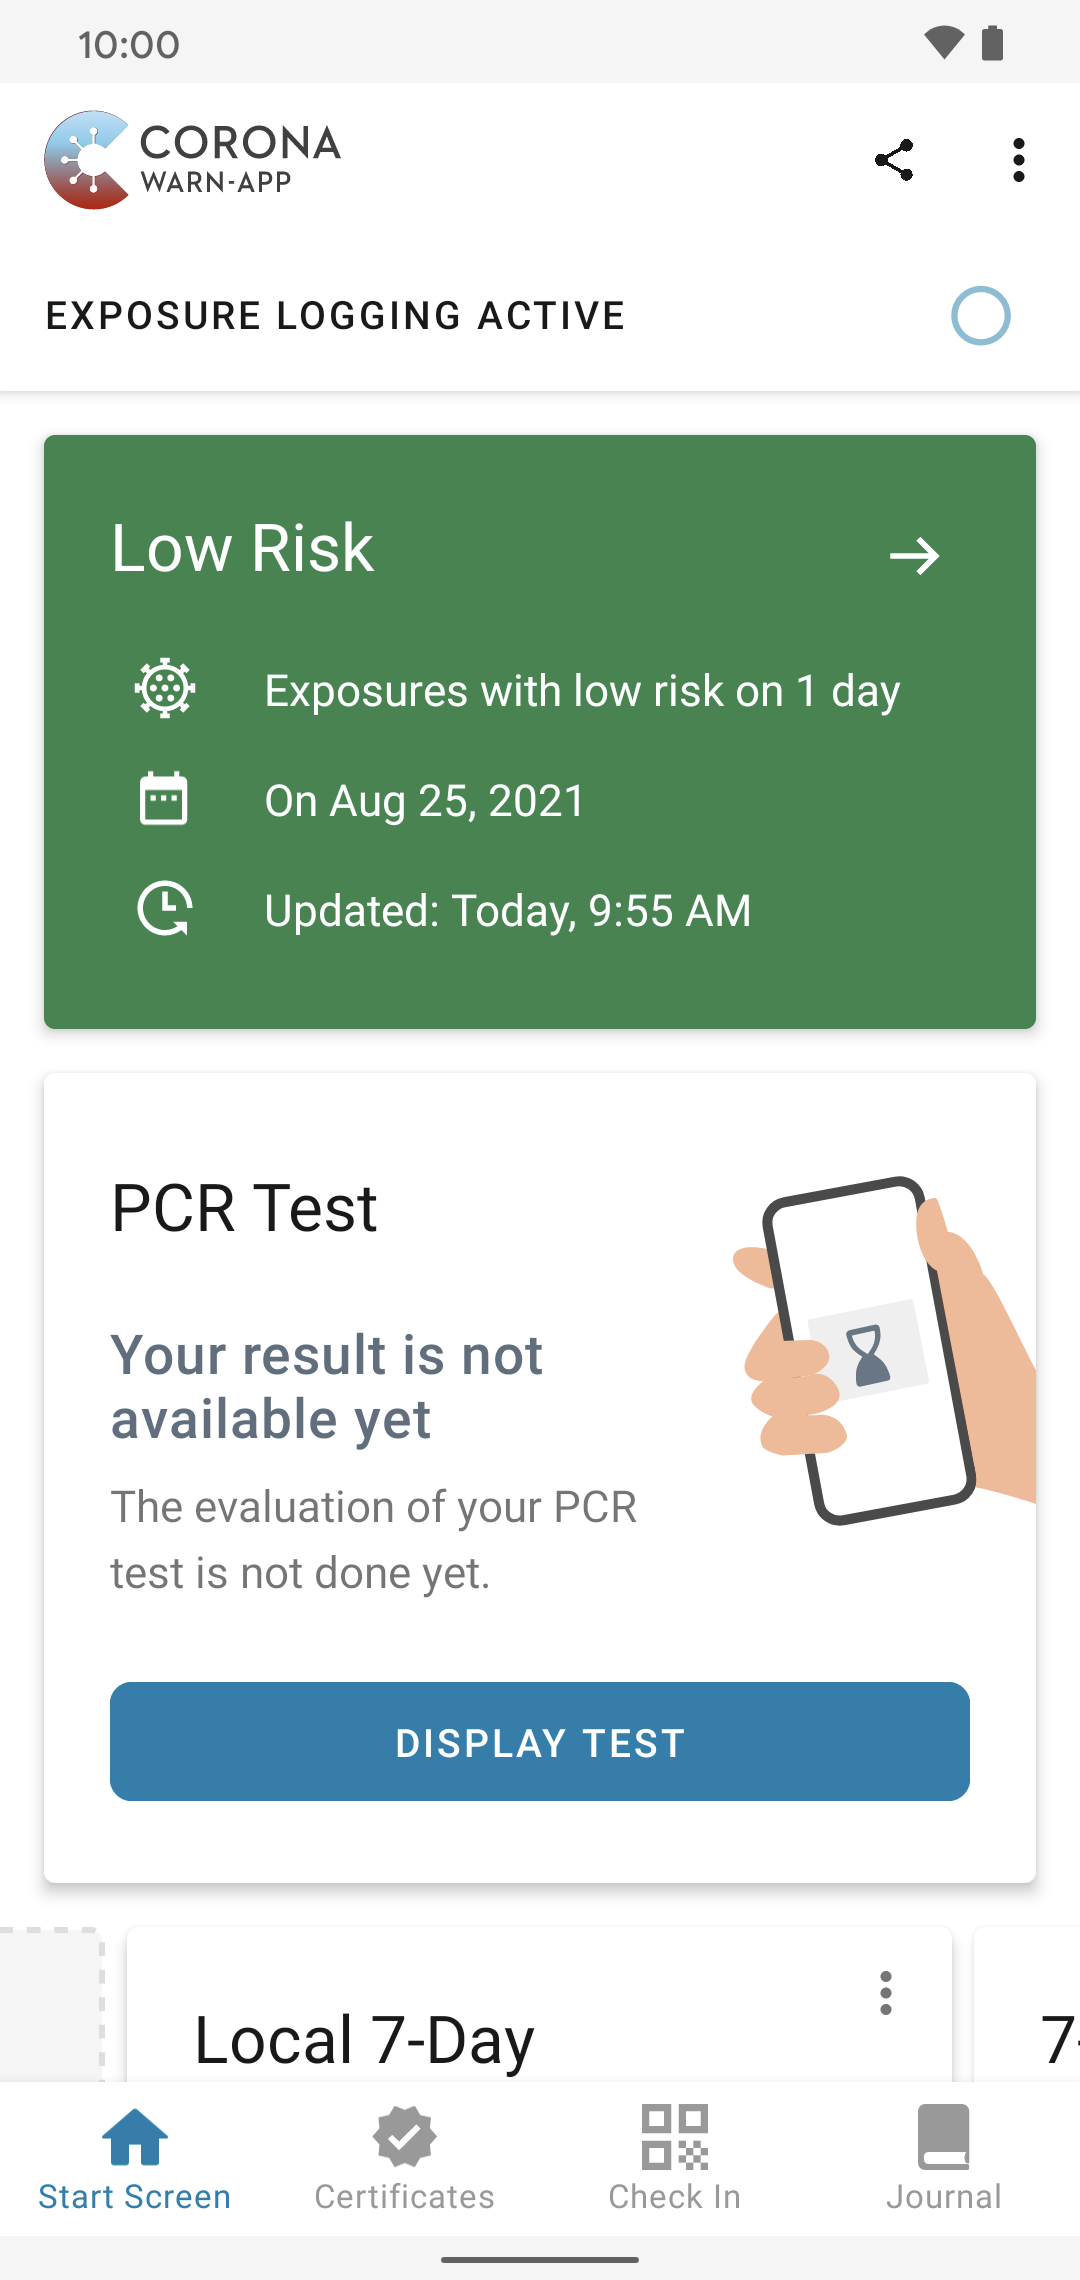 10:00
CORONA
WARN-APP
EXPOSURE LOGGING ACTIVE
Low Risk
Exposures with low risk on 1 day
On Aug 25, 2021
Updated: Today, 9:55 AM
PCR Test
Your result is not
available yet
The evaluation of your PCR
test is not done yet.
DISPLAY TEST
Local 7-Day
7-
Start Screen
Certificates
Check In
Journal